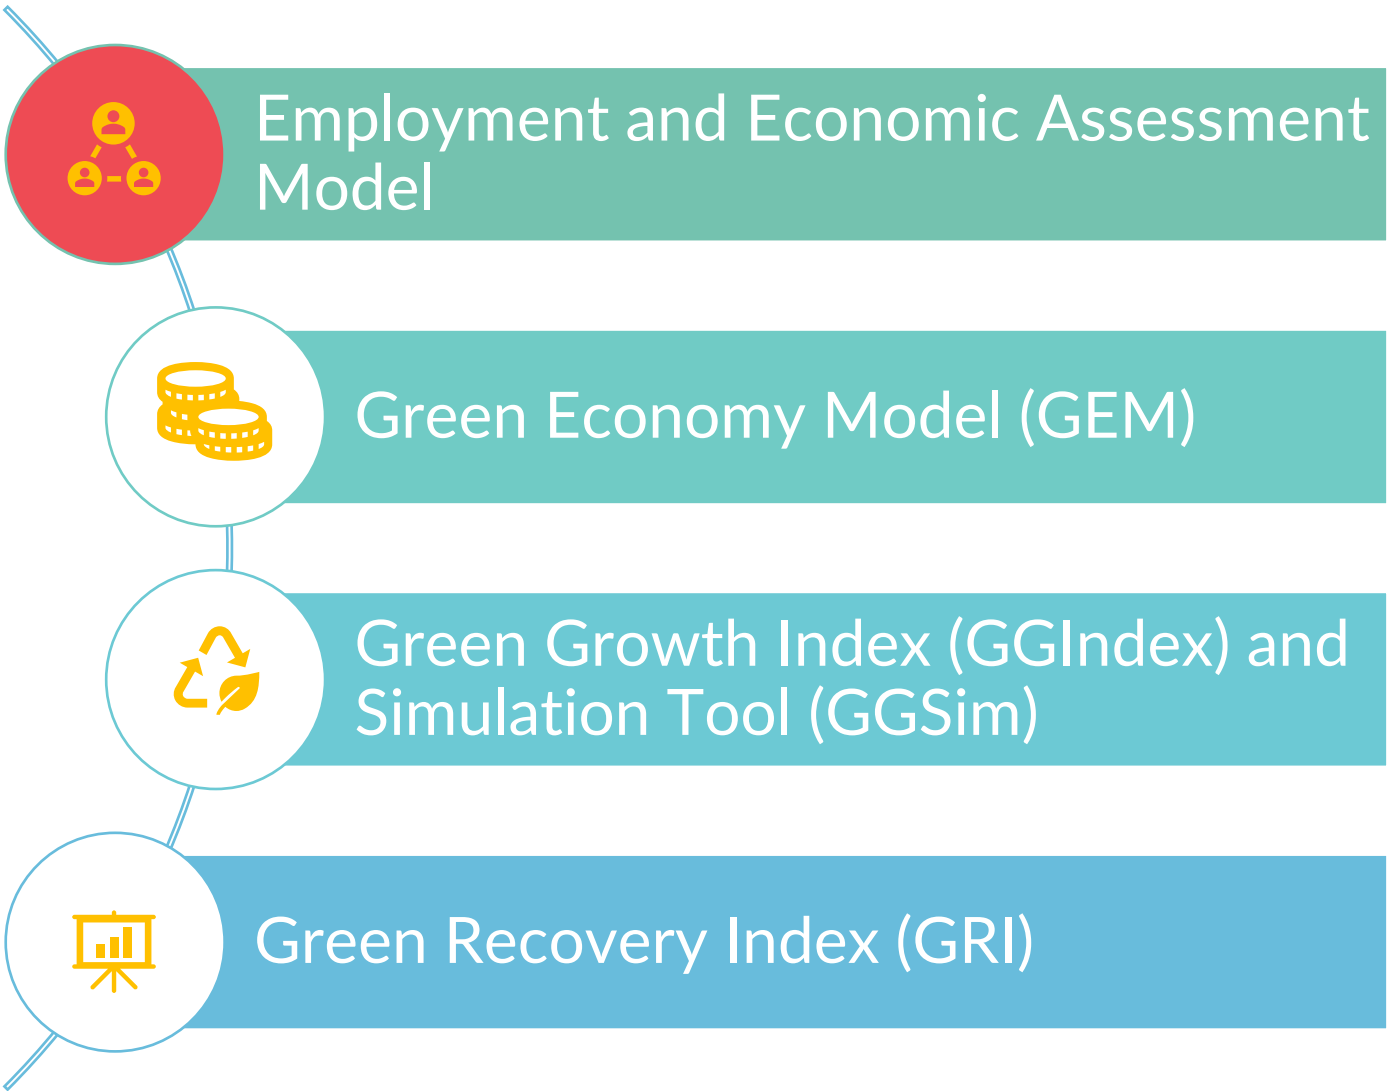 Employment and Economic Assessment
Model
Green Economy Model (GEM)
Green Growth Index (GGIndex) and
Simulation Tool (GGSim)
Green Recovery Index (GRI)